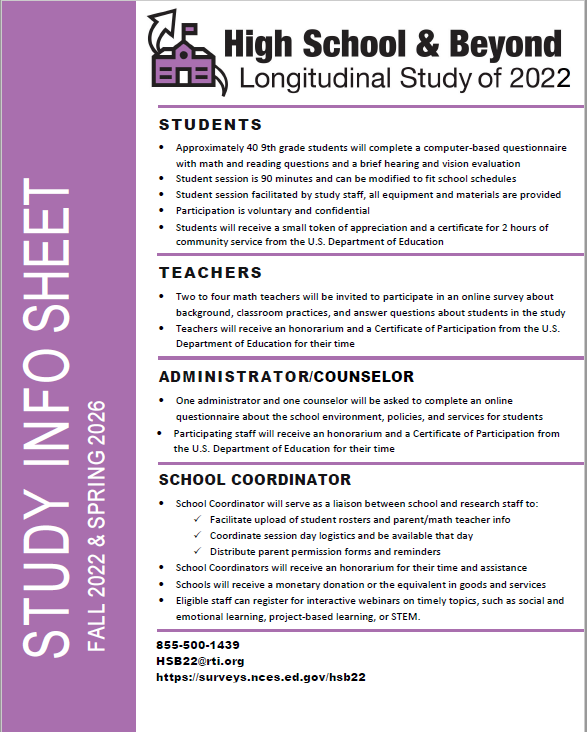 High School & Beyond
Longitudinal Study of 2022
STUDY INFO SHEET
FALL 2022 & SPRING 2026
STUDENTS
• Approximately 40 9th grade students will complete a computer-based questionnaire
with math and reading questions and a brief hearing and vision evaluation
• Student session is 90 minutes and can be modified to fit school schedules
• Student session facilitated by study staff, all equipment and materials are provided
• Participation is voluntary and confidential
• Students will receive a small token of appreciation and a certificate for 2 hours of
community service from the U.S. Department of Education
TEACHERS
• Two to four math teachers will be invited to participate in an online survey about
background, classroom practices, and answer questions about students in the study
• Teachers will receive an honorarium and a Certificate of Participation from the U.S.
Department of Education for their time
ADMINISTRATOR/COUNSELOR
• One administrator and one counselor will be asked to complete an online
questionnaire about the school environment, policies, and services for students
• Participating staff will receive an honorarium and a Certificate of Participation from
the U.S. Department of Education for their time
SCHOOL COORDINATOR
• School Coordinator will serve as a liaison between school and research staff to:
✓ Facilitate upload of student rosters and parent/math teacher info
✓ Coordinate session day logistics and be available that day
✓ Distribute parent permission forms and reminders
• School Coordinators will receive an honorarium for their time and assistance
• Schools will receive a monetary donation or the equivalent in goods and services
• Eligible staff can register for interactive webinars on timely topics, such as social and
emotional learning, project-based learning, or STEM.
855-500-1439
HSB22@rti.org
https://surveys.nces.ed.gov/hsb22